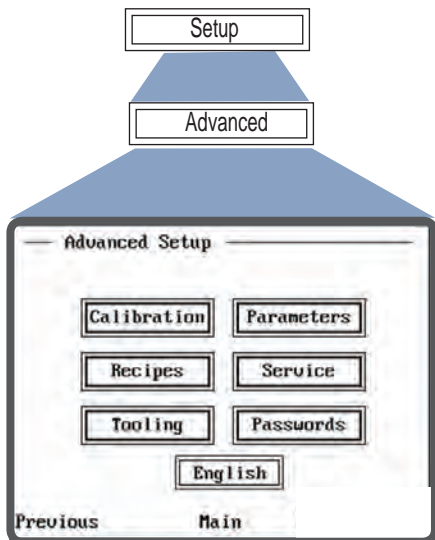 Setup
Advanced
Advanced Setup
Calibration Parameters
Recipes Service
Tooling Passwords
English
Previous Main